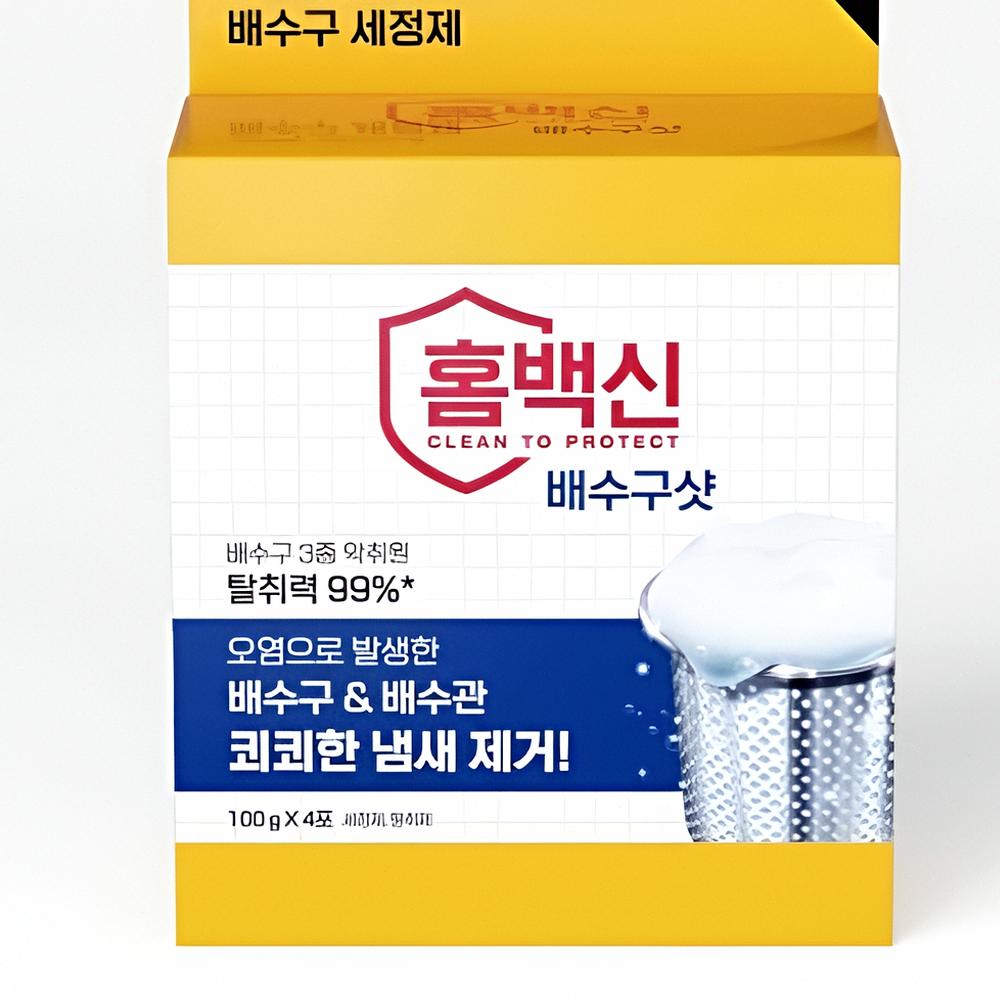 배수구 세정제
홈백신
CLEAN TO PROTECT
배수구샷
배수구 3종 악취원
탈취력 99%*
오염으로 발생한
배수구 & 배수관
쾨쾨한 냄새 제거!
100g X 4포